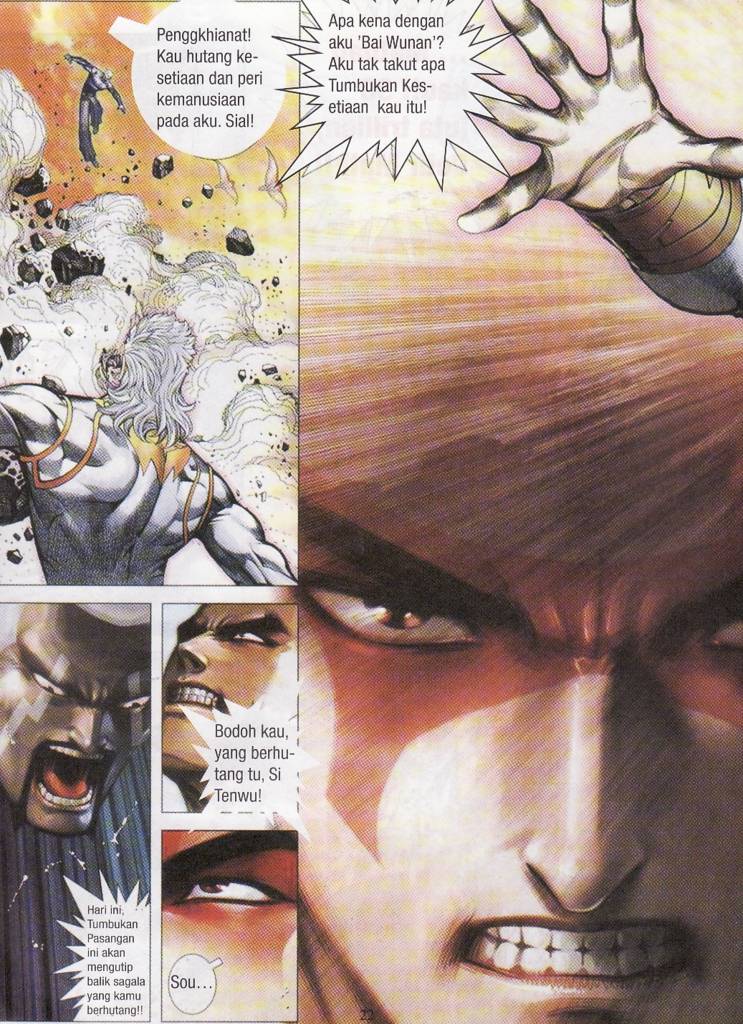 Penggkhianat!
Kau hutang ke-
setiaan dan peri
kemanusiaan
pada aku. Sial!
Apa kena dengan
aku 'Bai Wunan'?
Aku tak takut apa
Tumbukan Kes-
etiaan kau itu!
Bodoh kau,
yang berhu-
tang tu, Si
Tenwu!
Hari ini,
Tumbukan
Pasangan
ini akan
mengutip
balik sagala
yang kamu
berhutang!!
Sou...
22